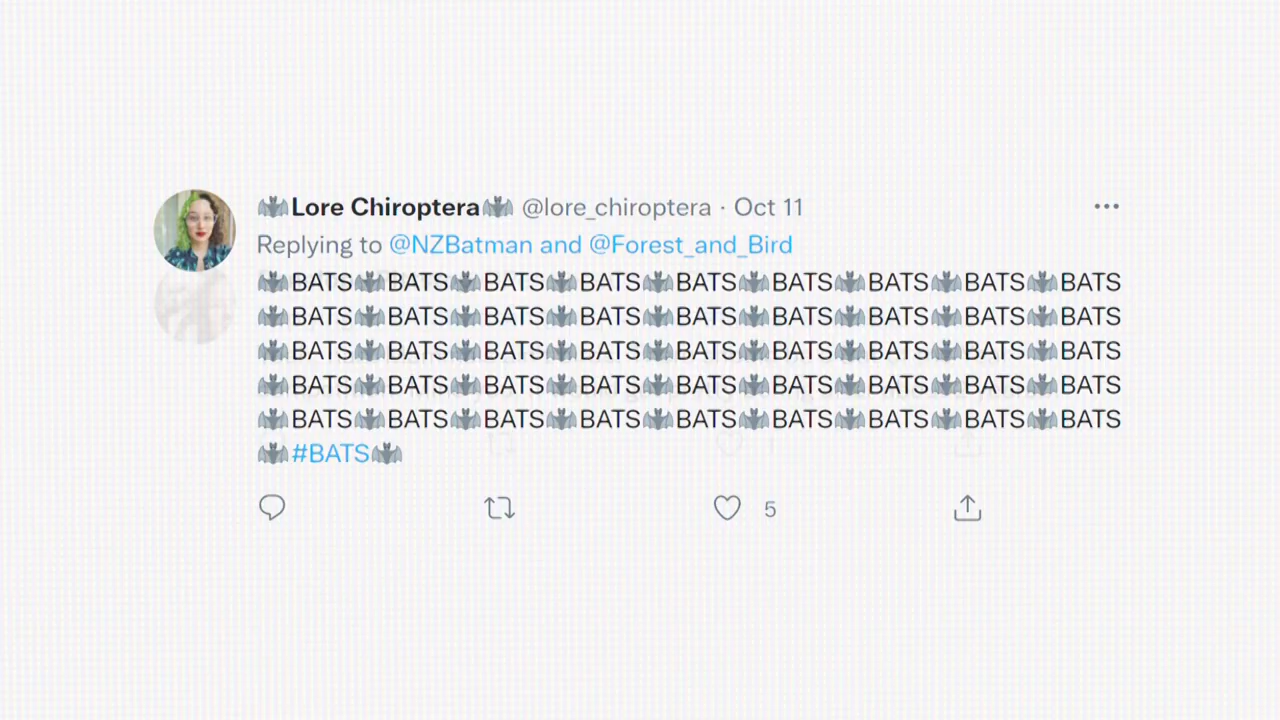 🦇Lore Chiroptera🦇 @lore_chiroptera · Oct 11
Replying to @NZBatman and @Forest_and_Bird
🦇BATS🦇BATS🦇BATS🦇BATS🦇BATS🦇BATS🦇BATS🦇BATS🦇BATS
🦇BATS🦇BATS🦇BATS🦇BATS🦇BATS🦇BATS🦇BATS🦇BATS🦇BATS
🦇BATS🦇BATS🦇BATS🦇BATS🦇BATS🦇BATS🦇BATS🦇BATS🦇BATS
🦇BATS🦇BATS🦇BATS🦇BATS🦇BATS🦇BATS🦇BATS🦇BATS🦇BATS
🦇BATS🦇BATS🦇BATS🦇BATS🦇BATS🦇BATS🦇BATS🦇BATS🦇BATS
🦇#BATS🦇
5